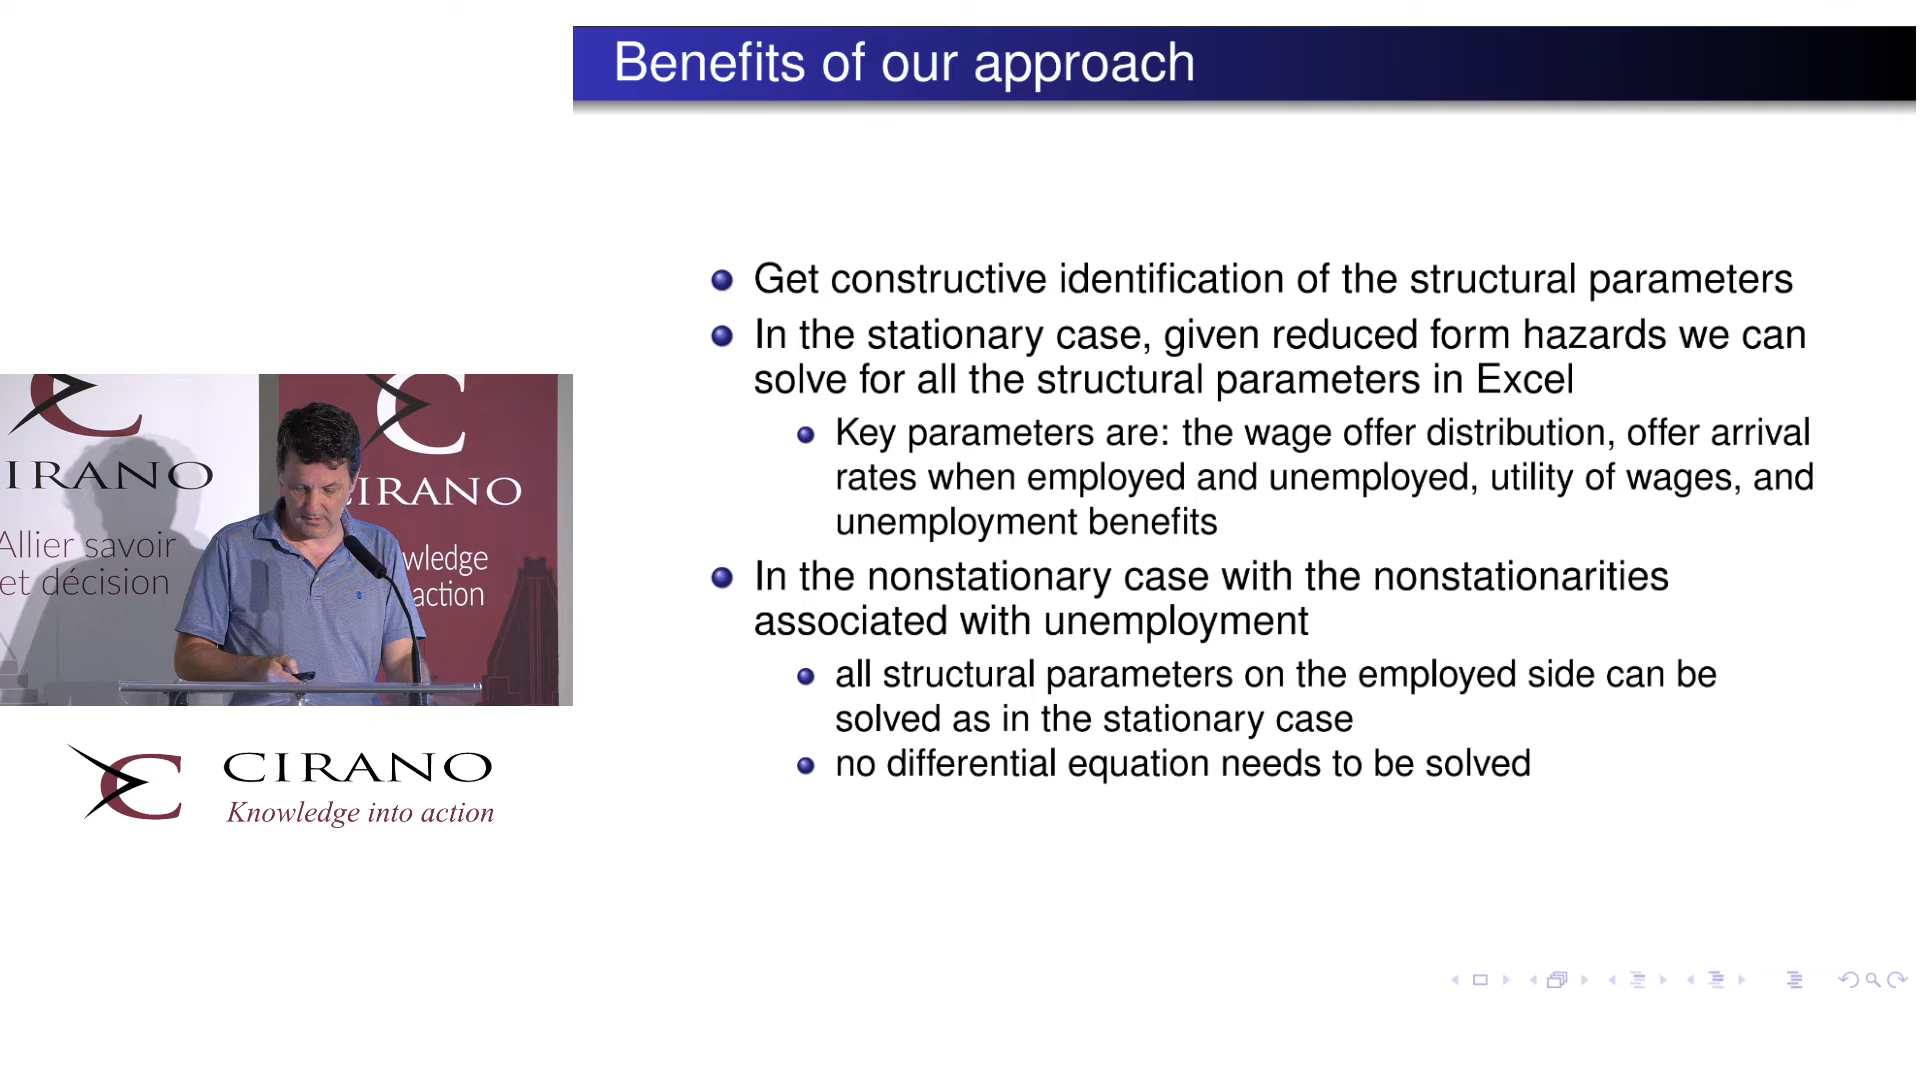 Benefits of our approach
Get constructive identification of the structural parameters
In the stationary case, given reduced form hazards we can
solve for all the structural parameters in Excel
Key parameters are: the wage offer distribution, offer arrival
rates when employed and unemployed, utility of wages, and
unemployment benefits
In the nonstationary case with the nonstationarities
associated with unemployment
all structural parameters on the employed side can be
solved as in the stationary case
no differential equation needs to be solved
IRANO
Allier savoir
et décision
CIRANO
wledge
action
CIRANO
Knowledge into action